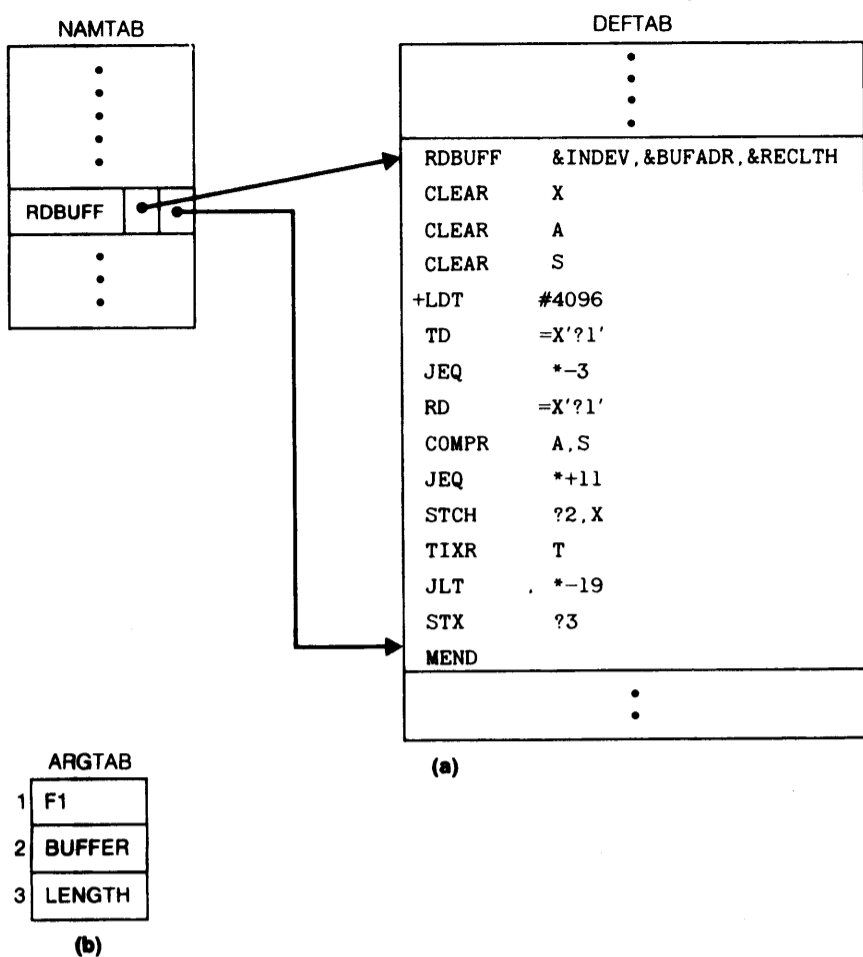 NAMTAB
RDBUFF
DEFTAB
RDBUFF &INDEV,&BUFADR,&RECLTH
CLEAR X
CLEAR A
CLEAR S
+LDT #4096
TD =X'?1'
JEQ *-3
RD =X'?1'
COMPR A,S
JEQ *+11
STCH ?2,X
TIXR T
JLT *-19
STX ?3
MEND
(a)
ARGTAB
1 F1
2 BUFFER
3 LENGTH
(b)